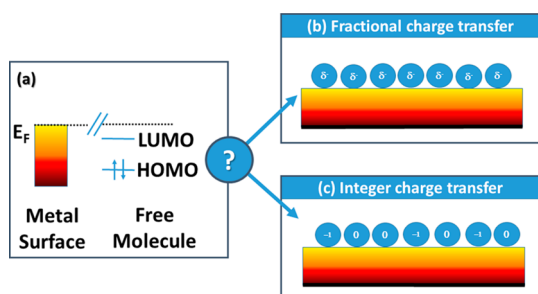 (a)
E_F
LUMO
HOMO
Metal
Surface
Free
Molecule
?
(b) Fractional charge transfer
δ- δ- δ- δ- δ- δ- δ-
(c) Integer charge transfer
-1 0 0 -1 0 -1 0